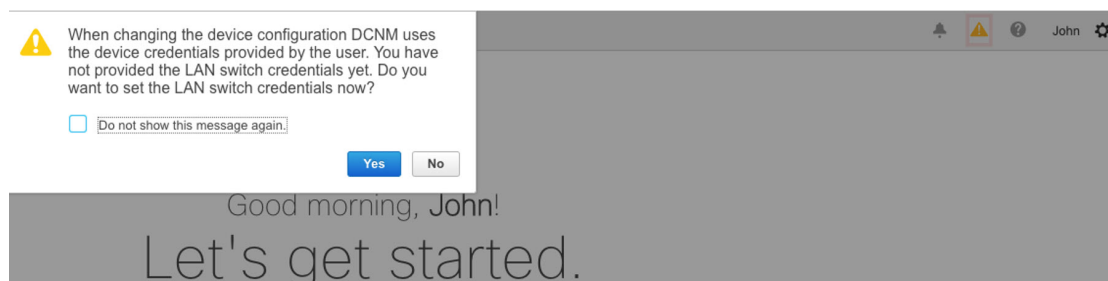 When changing the device configuration DCNM uses
the device credentials provided by the user. You have
not provided the LAN switch credentials yet. Do you
want to set the LAN switch credentials now?
Do not show this message again.
Yes No
John
Good morning, John!
Let's get started.